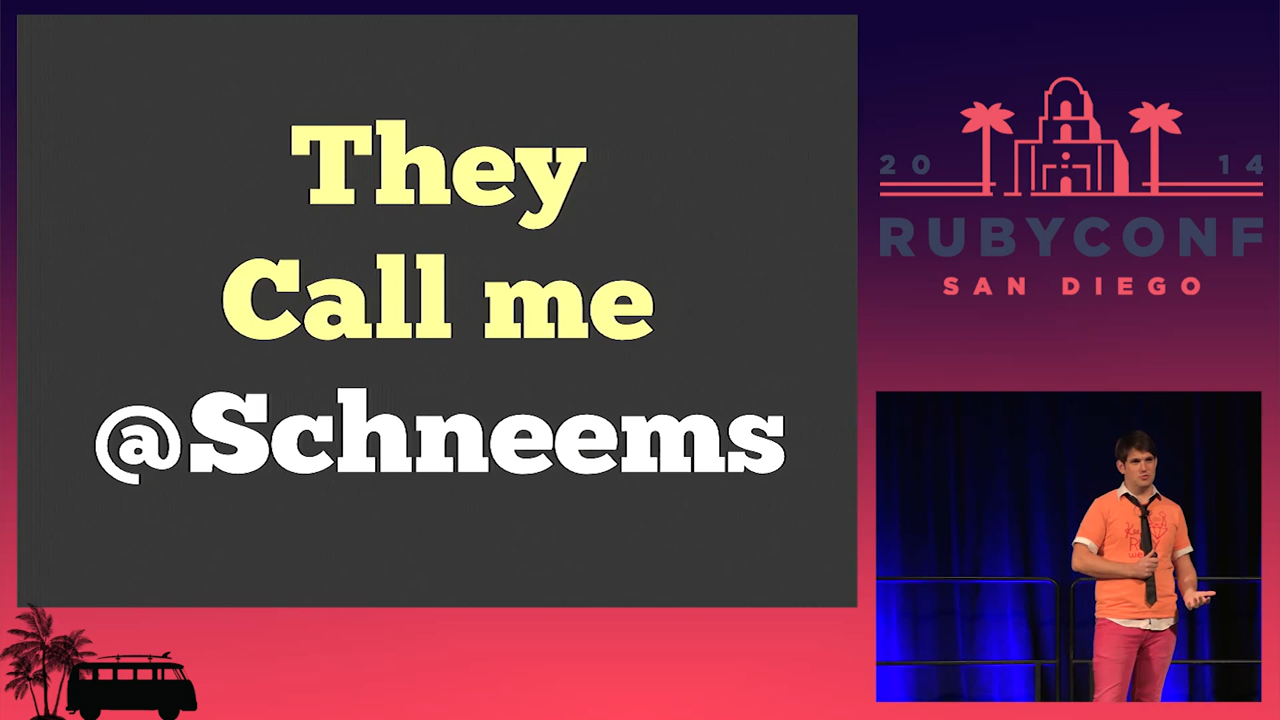 They
Call me
@Schneems
20 14
RUBYCONF
SAN DIEGO